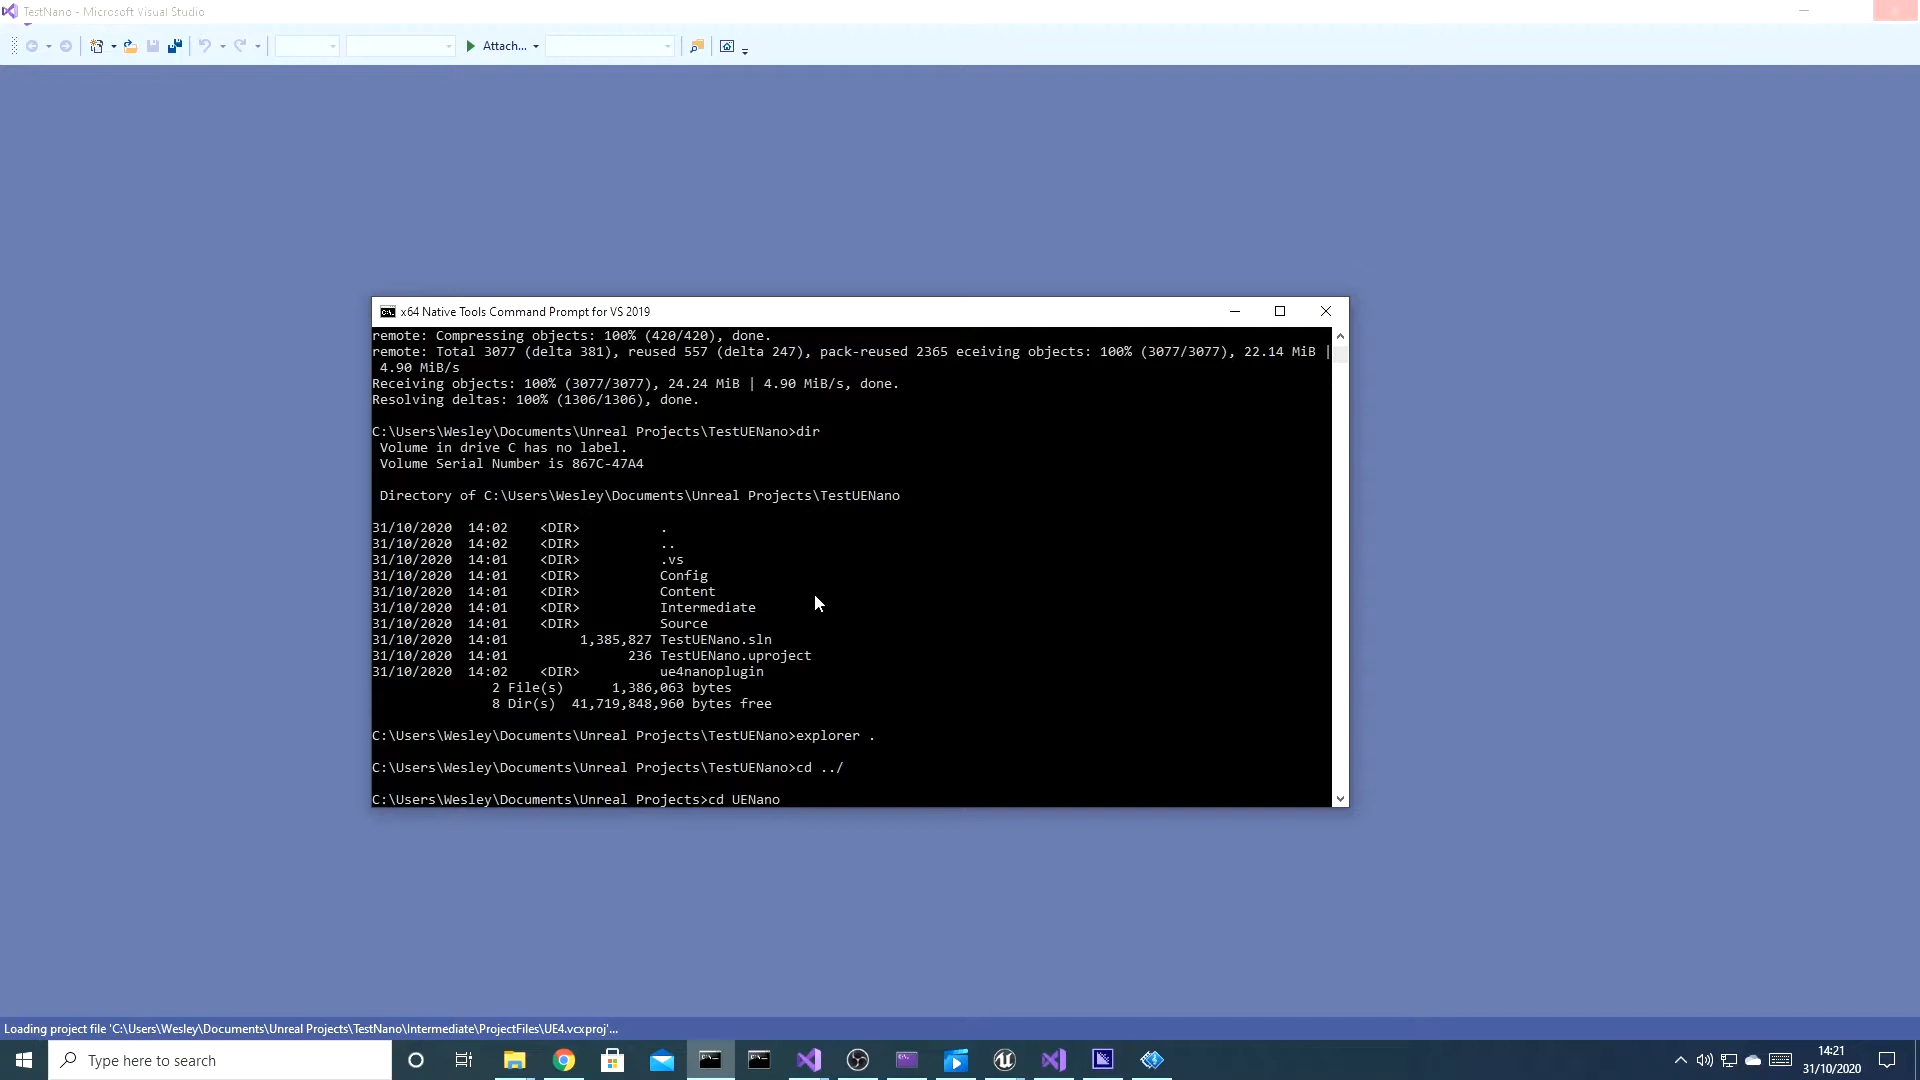 TestNano - Microsoft Visual Studio
Attach...
x64 Native Tools Command Prompt for VS 2019
remote: Compressing objects: 100% (420/420), done.
remote: Total 3077 (delta 381), reused 557 (delta 247), pack-reused 2365 eceiving objects: 100% (3077/3077), 22.14 MiB |
4.90 MiB/s
Receiving objects: 100% (3077/3077), 24.24 MiB | 4.90 MiB/s, done.
Resolving deltas: 100% (1306/1306), done.
C:\Users\Wesley\Documents\Unreal Projects\TestUENano>dir
Volume in drive C has no label.
Volume Serial Number is 867C-47A4
Directory of C:\Users\Wesley\Documents\Unreal Projects\TestUENano
31/10/2020 14:02 <DIR> .
31/10/2020 14:02 <DIR> ..
31/10/2020 14:01 <DIR> .vs
31/10/2020 14:01 <DIR> Config
31/10/2020 14:01 <DIR> Content
31/10/2020 14:01 <DIR> Intermediate
31/10/2020 14:01 <DIR> Source
31/10/2020 14:01 1,385,827 TestUENano.sln
31/10/2020 14:01 236 TestUENano.uproject
31/10/2020 14:02 <DIR> ue4nanoplugin
2 File(s) 1,386,063 bytes
8 Dir(s) 41,719,848,960 bytes free
C:\Users\Wesley\Documents\Unreal Projects\TestUENano>explorer .
C:\Users\Wesley\Documents\Unreal Projects\TestUENano>cd ../
C:\Users\Wesley\Documents\Unreal Projects>cd UENano
Loading project file 'C:\Users\Wesley\Documents\Unreal Projects\TestNano\Intermediate\ProjectFiles\UE4.vcxproj'...
Type here to search
14:21
31/10/2020